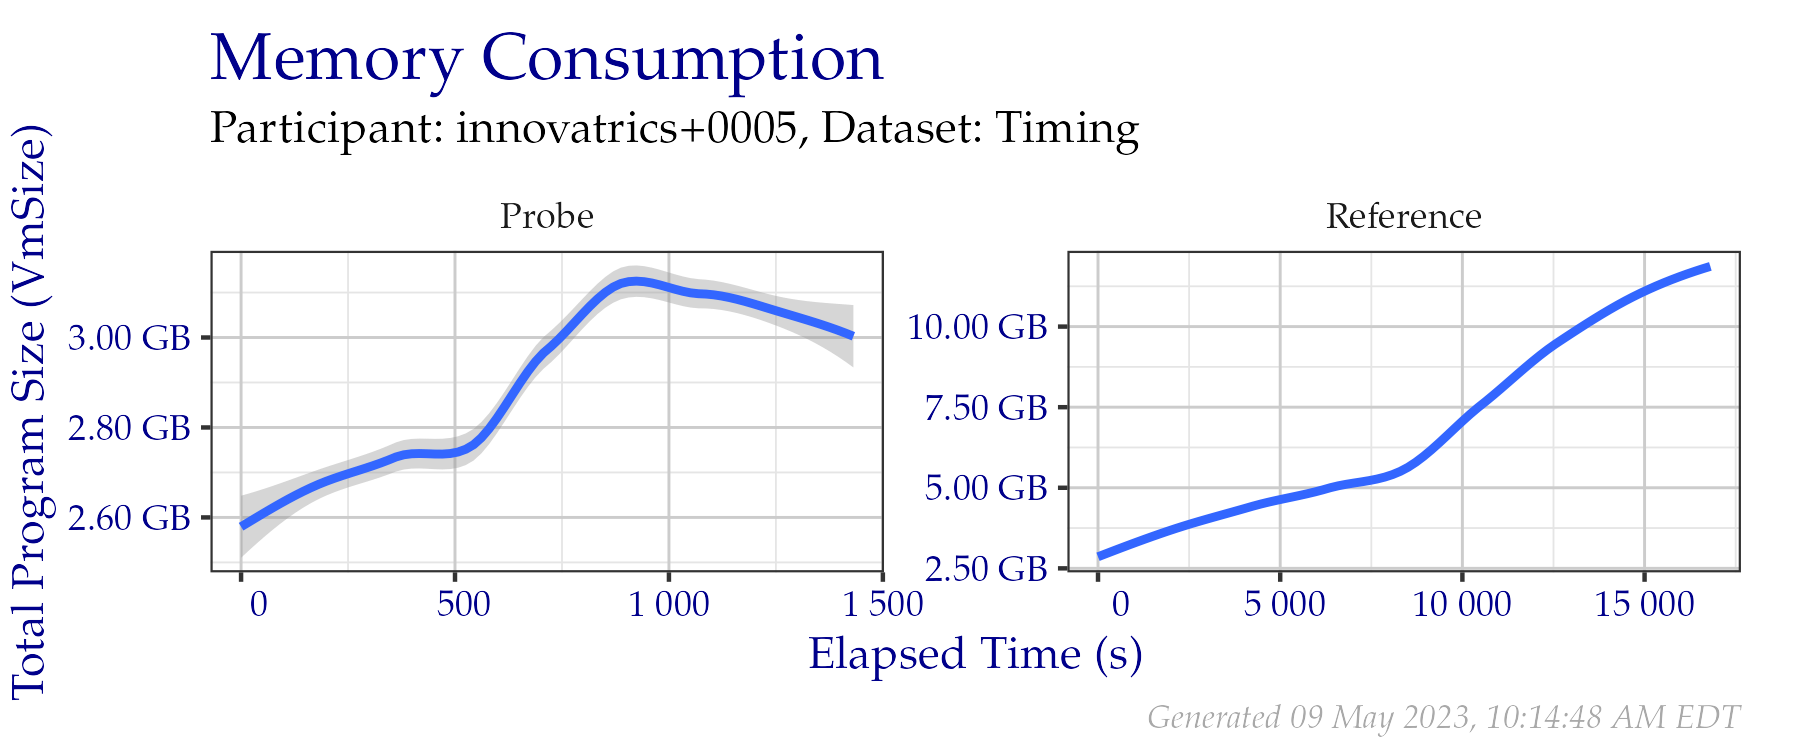 Memory Consumption
Participant: innovatrics+0005, Dataset: Timing
Total Program Size (VmSize)
Probe
3.00 GB
2.80 GB
2.60 GB
0 500 1 000 1 500
Reference
10.00 GB
7.50 GB
5.00 GB
2.50 GB
0 5 000 10 000 15 000
Elapsed Time (s)
Generated 09 May 2023, 10:14:48 AM EDT